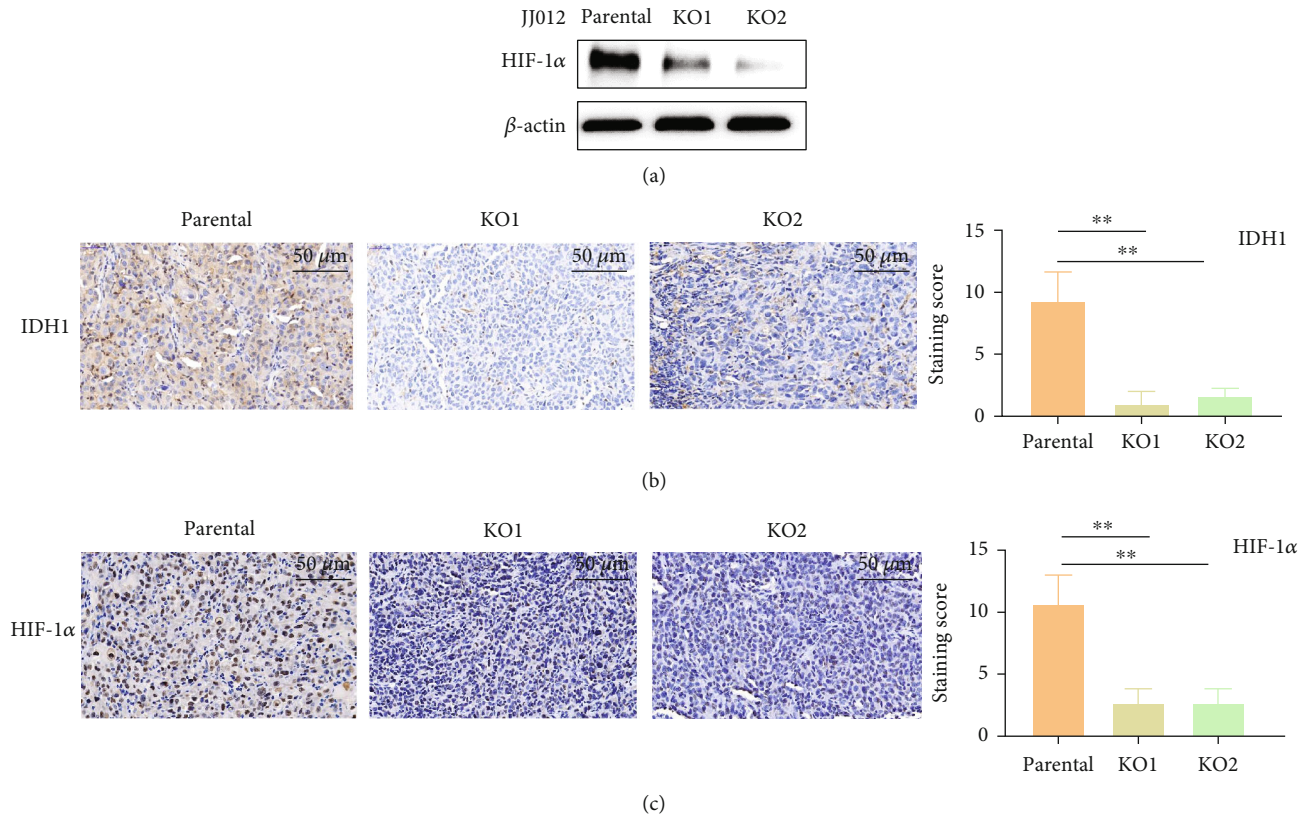 JJ012 Parental KO1 KO2
HIF-1α
β-actin
(a)
Parental KO1 KO2
IDH1
50 μm 50 μm 50 μm
Staining score
15
10
5
0
**
**
IDH1
Parental KO1 KO2
(b)
Parental KO1 KO2
HIF-1α
50 μm 50 μm 50 μm
Staining score
15
10
5
0
**
**
HIF-1α
Parental KO1 KO2
(c)